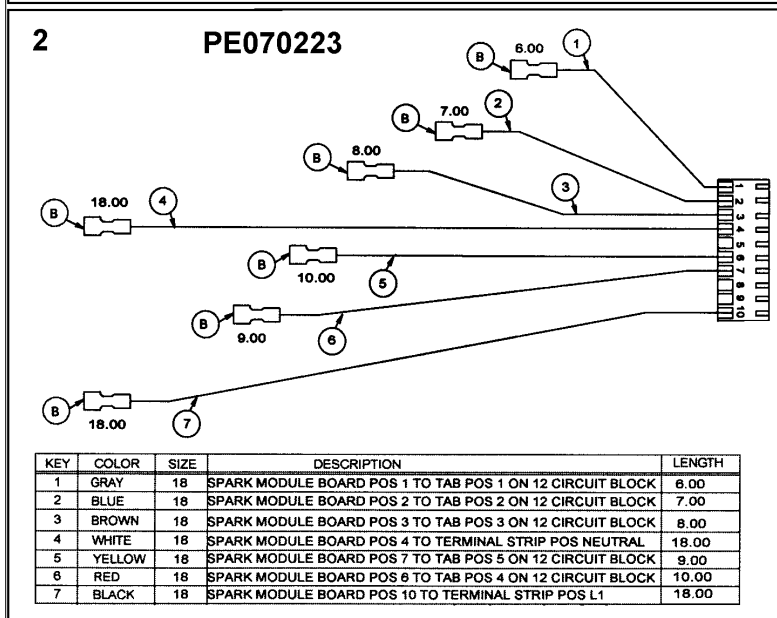 2 PE070223
B 6.00 1
B 7.00 2
B 8.00 3
B 18.00 4
B 10.00 5
B 9.00 6
B 18.00 7
1
2
3
4
5
6
7
8
9
10
KEY COLOR SIZE DESCRIPTION LENGTH
1 GRAY 18 SPARK MODULE BOARD POS 1 TO TAB POS 1 ON 12 CIRCUIT BLOCK 6.00
2 BLUE 18 SPARK MODULE BOARD POS 2 TO TAB POS 2 ON 12 CIRCUIT BLOCK 7.00
3 BROWN 18 SPARK MODULE BOARD POS 3 TO TAB POS 3 ON 12 CIRCUIT BLOCK 8.00
4 WHITE 18 SPARK MODULE BOARD POS 4 TO TERMINAL STRIP POS NEUTRAL 18.00
5 YELLOW 18 SPARK MODULE BOARD POS 7 TO TAB POS 5 ON 12 CIRCUIT BLOCK 9.00
6 RED 18 SPARK MODULE BOARD POS 6 TO TAB POS 4 ON 12 CIRCUIT BLOCK 10.00
7 BLACK 18 SPARK MODULE BOARD POS 10 TO TERMINAL STRIP POS L1 18.00